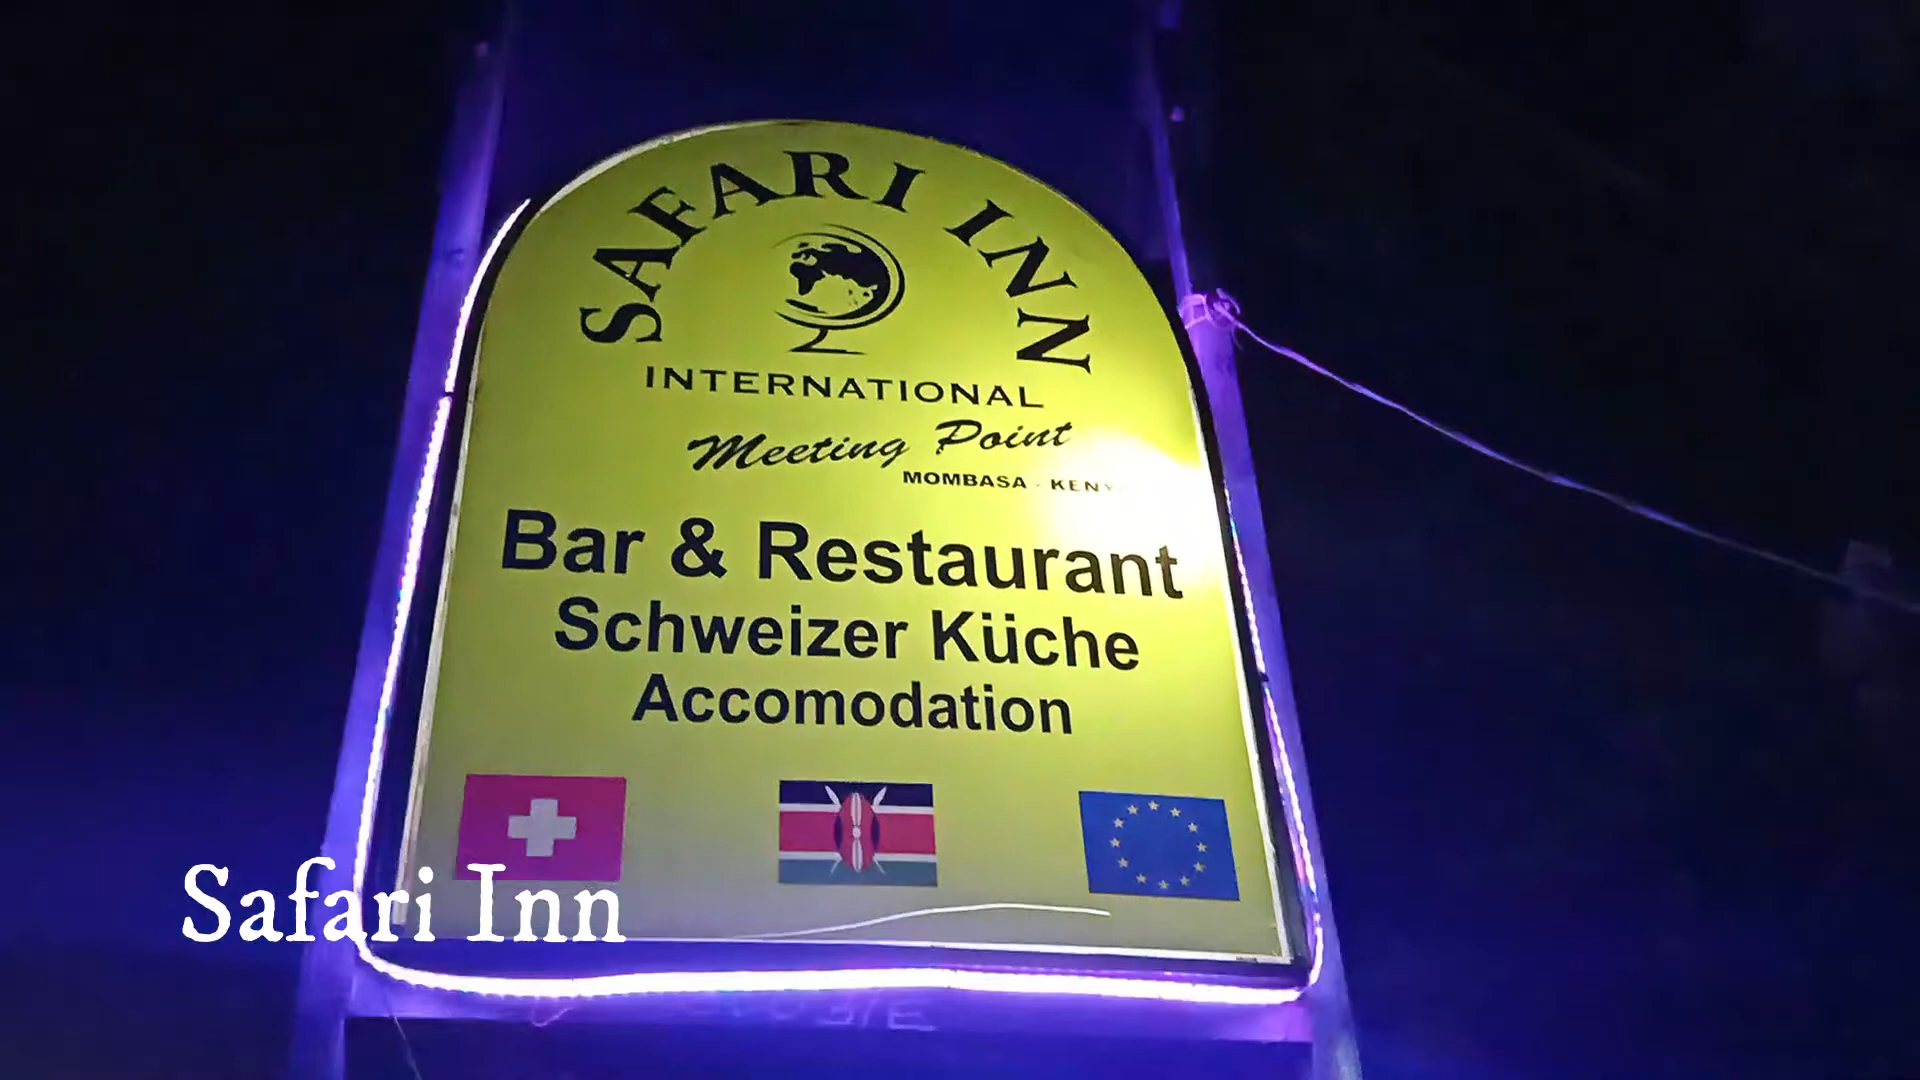 SAFARI INN
INTERNATIONAL
Meeting Point
MOMBASA - KENYA
Bar & Restaurant
Schweizer Küche
Accomodation
Safari Inn